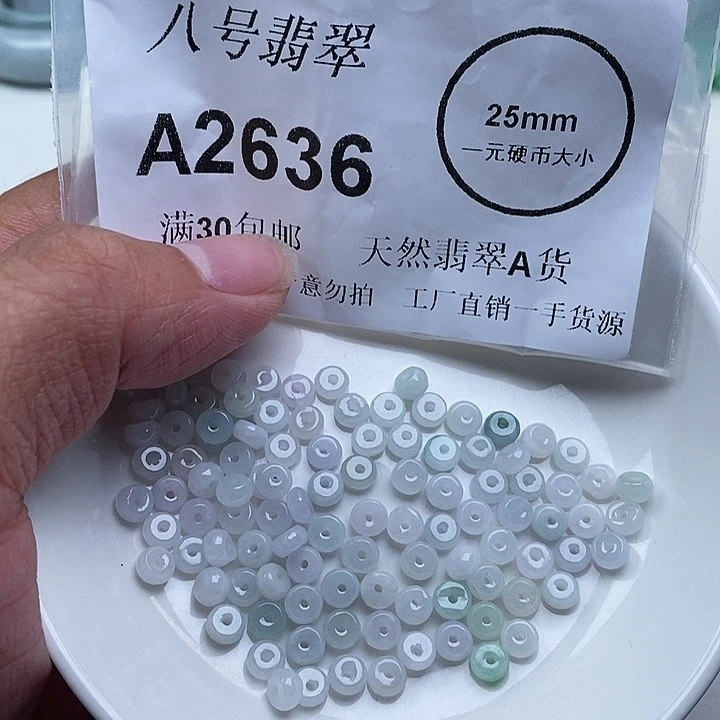 八号翡翠
A2636
25mm
一元硬币大小
满30包邮
天然翡翠A货
意勿拍 工厂直销一手货源